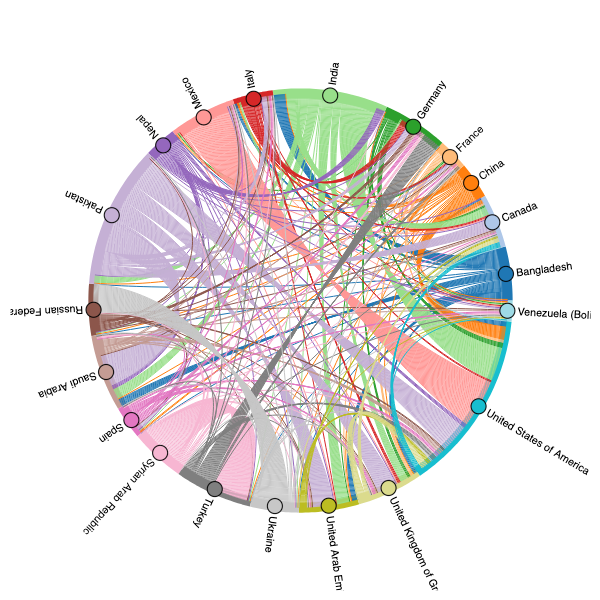 India
Germany
France
China
Canada
Bangladesh
Venezuela (Boli
United States of America
United Kingdom of Gr
United Arab Em
Ukraine
Turkey
Syrian Arab Republic
Spain
Saudi Arabia
Russian Feder
Pakistan
Nepal
Mexico
Italy